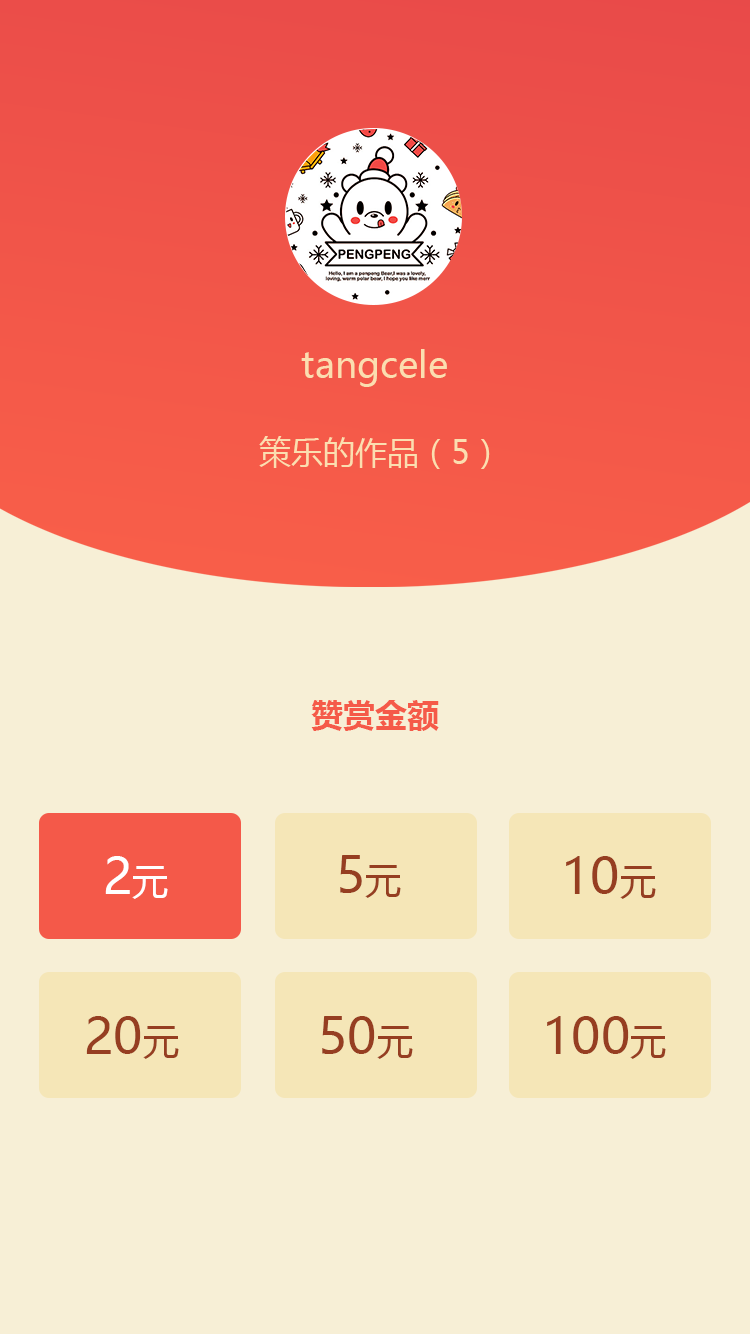 PENGPENG
Hello, I am a penpeng Bear,I was a lovely,
loving, warm polar bear, I hope you like merr
tangcele
策乐的作品（5）
赞赏金额
2元
5元
10元
20元
50元
100元